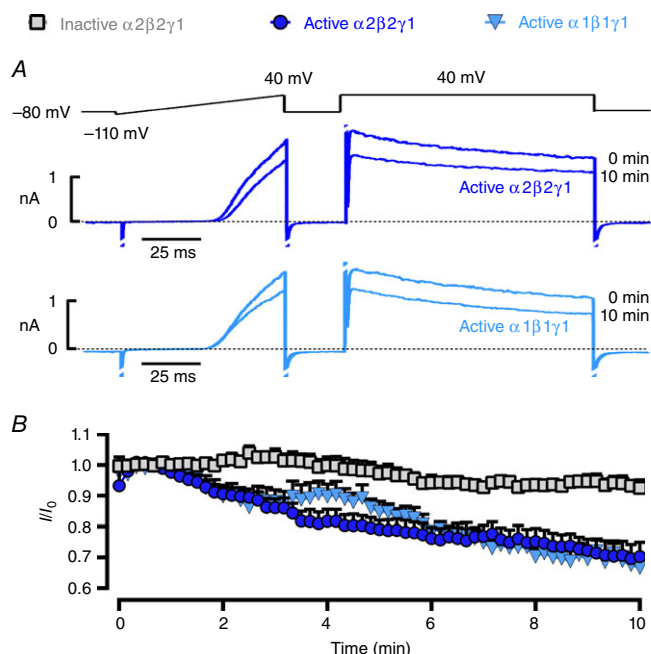 Inactive α2β2γ1 Active α2β2γ1 Active α1β1γ1
A
40 mV 40 mV
−80 mV
−110 mV
0 min
10 min
1
nA
0
Active α2β2γ1
25 ms
0 min
10 min
1
nA
0
Active α1β1γ1
25 ms
B
1.1
1.0
0.9
0.8
0.7
0.6
I/I0
0 2 4 6 8 10
Time (min)